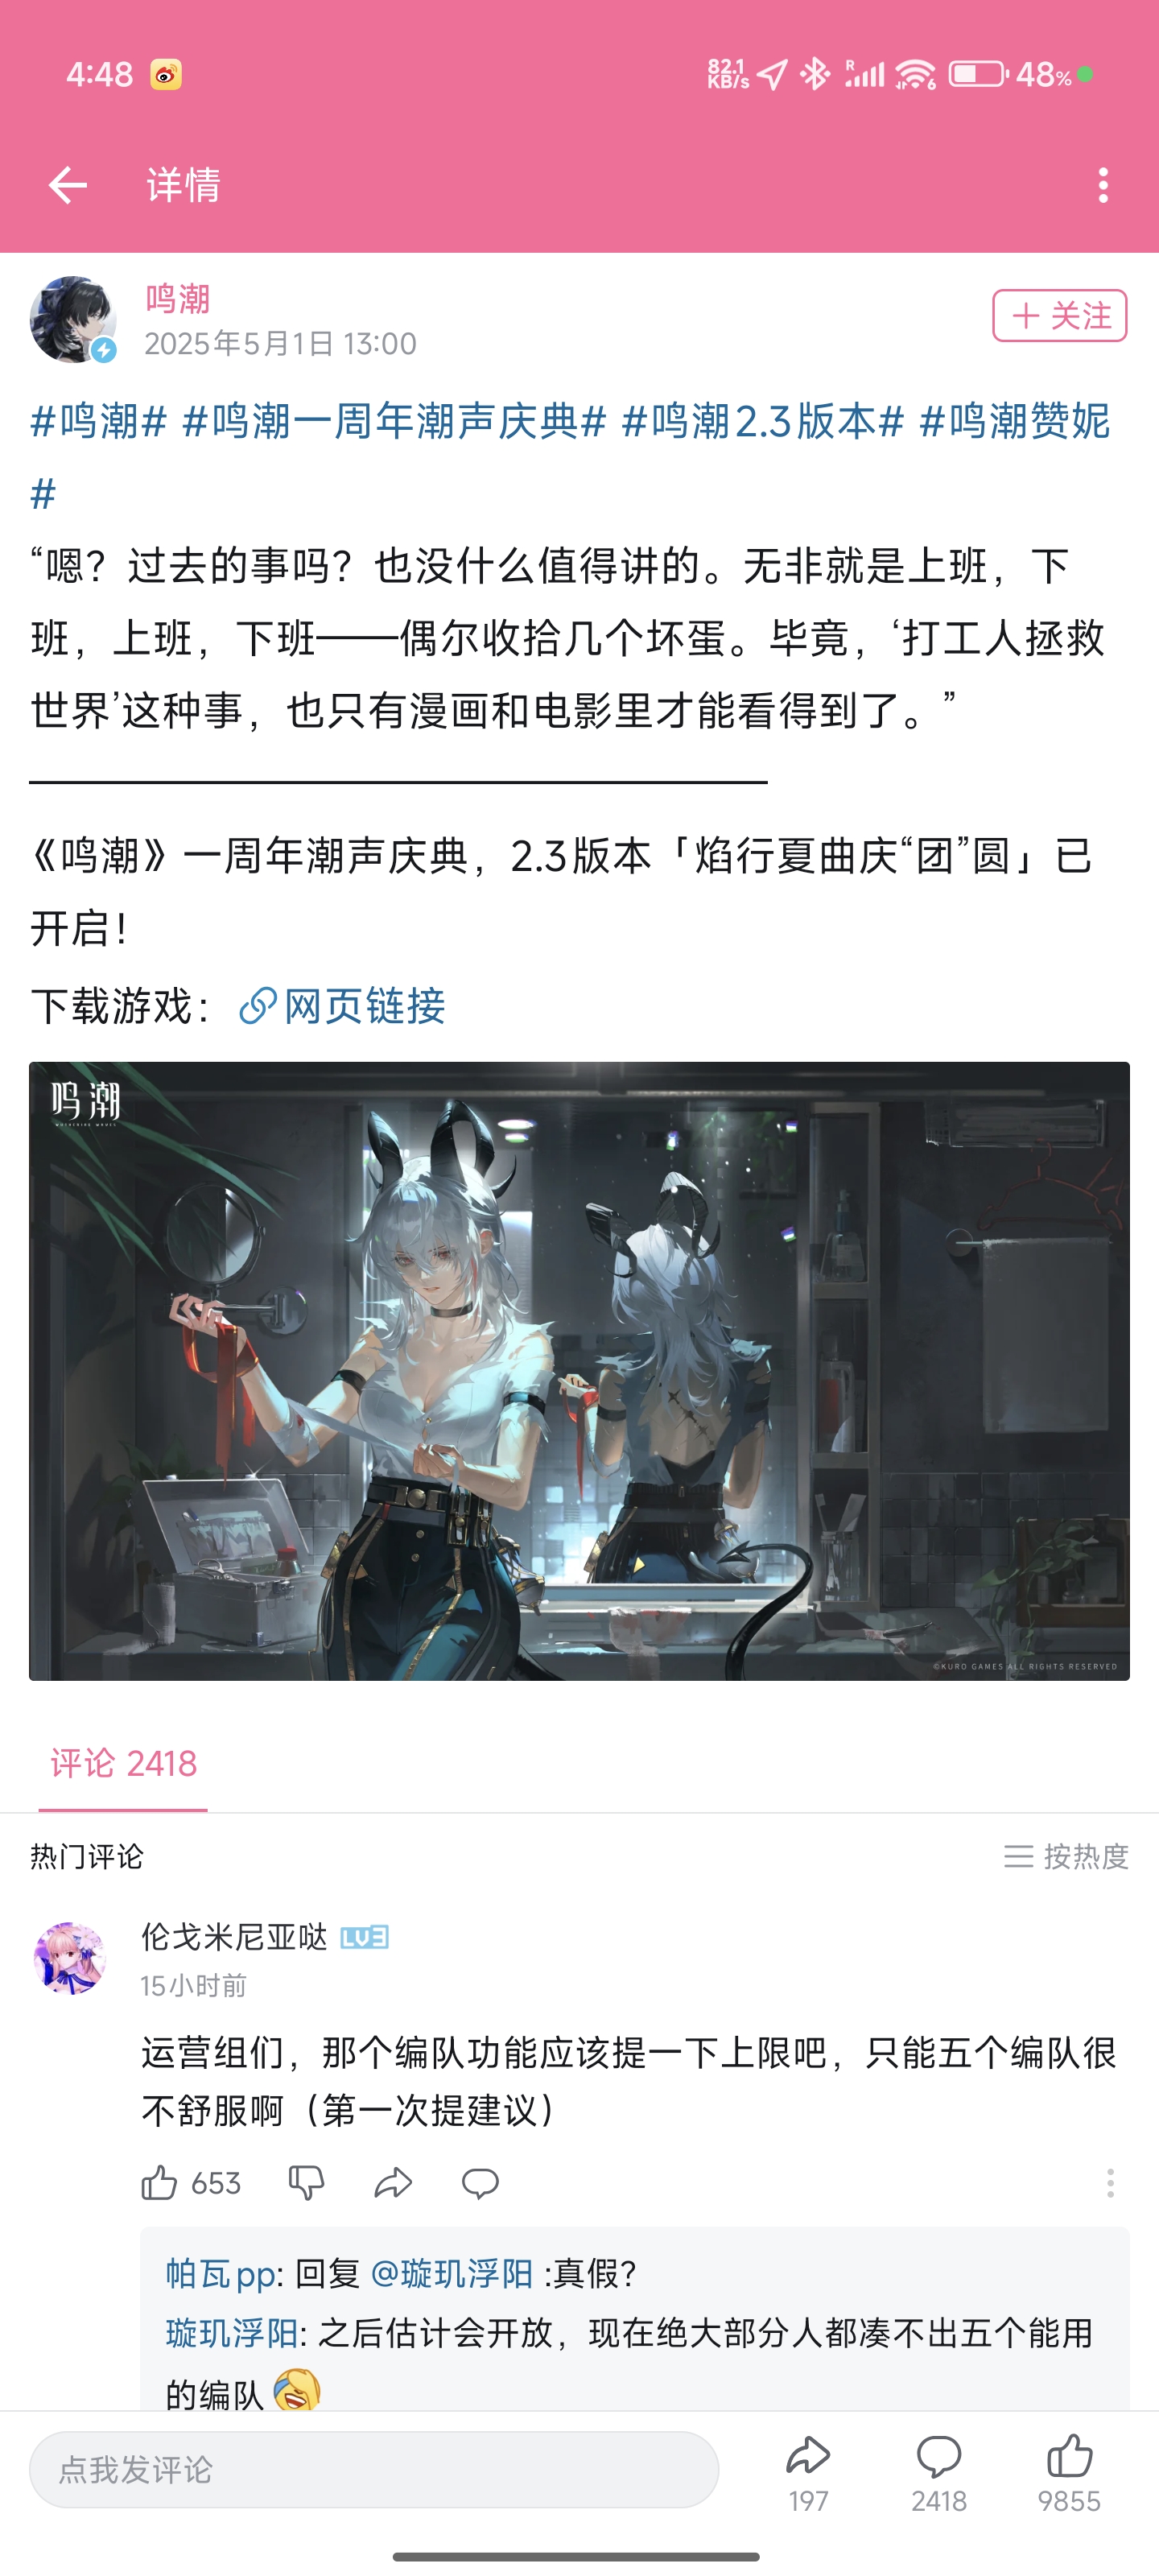 4:48
82.1
KB/s
R
6
48%
详情
鸣潮
2025年5月1日 13:00
关注
#鸣潮# #鸣潮一周年潮声庆典# #鸣潮2.3版本# #鸣潮赞妮
#
“嗯？过去的事吗？也没什么值得讲的。无非就是上班，下
班，上班，下班——偶尔收拾几个坏蛋。毕竟，‘打工人拯救
世界’这种事，也只有漫画和电影里才能看得到了。”
——————————————————
《鸣潮》一周年潮声庆典，2.3版本「焰行夏曲庆“团”圆」已
开启！
下载游戏：网页链接
鸣潮
WUTHERING WAVES
©KURO GAMES ALL RIGHTS RESERVED
评论 2418
热门评论
按热度
伦戈米尼亚哒 LV3
15小时前
运营组们，那个编队功能应该提一下上限吧，只能五个编队很
不舒服啊（第一次提建议）
653
帕瓦pp: 回复 @璇玑浮阳 :真假？
璇玑浮阳: 之后估计会开放，现在绝大部分人都凑不出五个能用
的编队
点我发评论
197
2418
9855